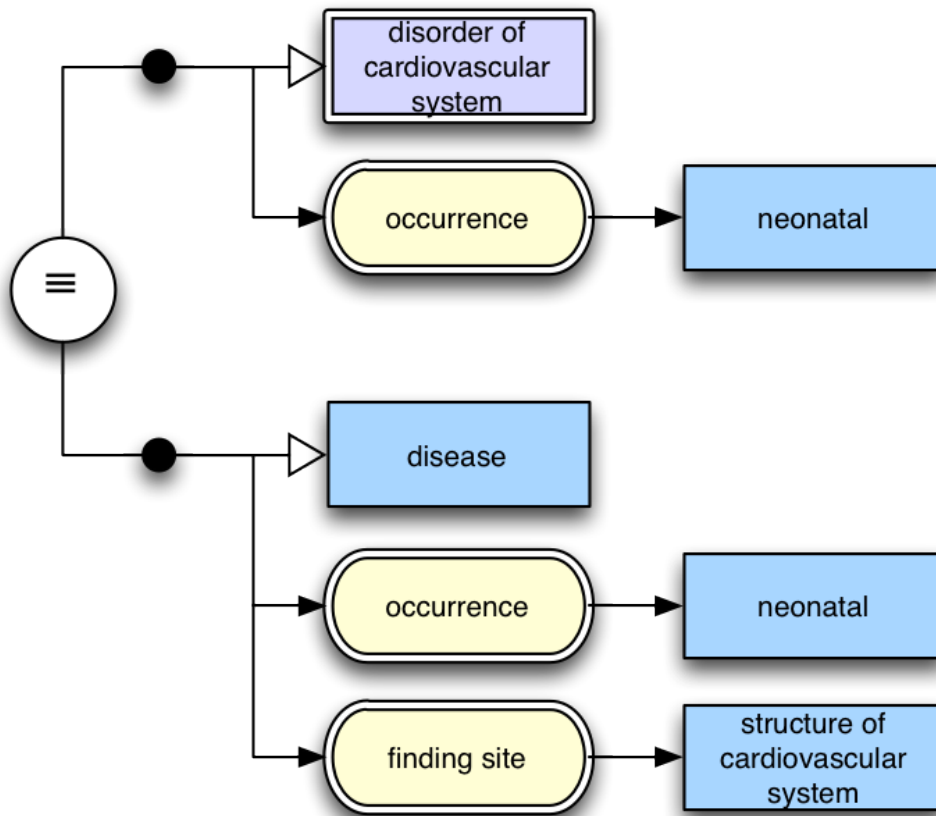 disorder of
cardiovascular
system
occurrence
neonatal
≡
disease
occurrence
neonatal
finding site
structure of
cardiovascular
system